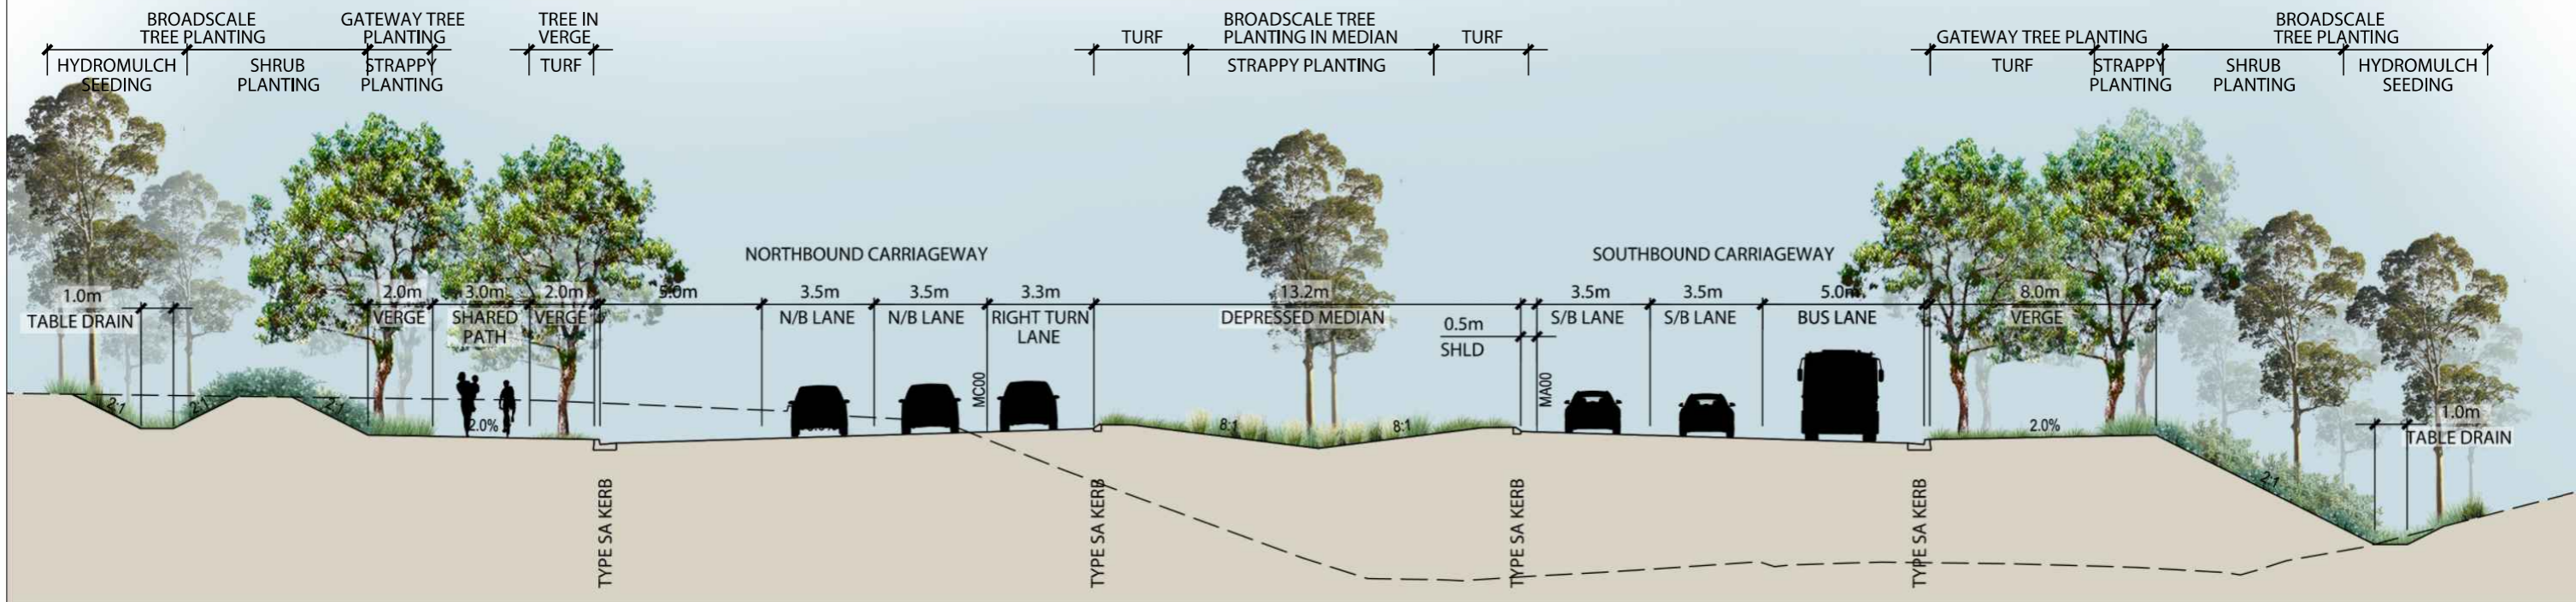 BROADSCALE
TREE PLANTING
GATEWAY TREE
PLANTING
TREE IN
VERGE
TURF
BROADSCALE TREE
PLANTING IN MEDIAN
TURF
GATEWAY TREE PLANTING
BROADSCALE
TREE PLANTING
HYDROMULCH
SEEDING
SHRUB
PLANTING
STRAPPY
PLANTING
TURF
STRAPPY PLANTING
TURF
STRAPPY
PLANTING
SHRUB
PLANTING
HYDROMULCH
SEEDING
NORTHBOUND CARRIAGEWAY
SOUTHBOUND CARRIAGEWAY
1.0m
TABLE DRAIN
2.0m
VERGE
3.0m
SHARED
PATH
2.0m
VERGE
5.0m
3.5m
N/B LANE
3.5m
N/B LANE
3.3m
RIGHT TURN
LANE
13.2m
DEPRESSED MEDIAN
0.5m
SHLD
3.5m
S/B LANE
3.5m
S/B LANE
5.0m
BUS LANE
8.0m
VERGE
1.0m
TABLE DRAIN
MC00
MA00
2:1
2:1
2:1
2.0%
8:1
8:1
2.0%
2:1
TYPE SA KERB
TYPE SA KERB
TYPE SA KERB
TYPE SA KERB